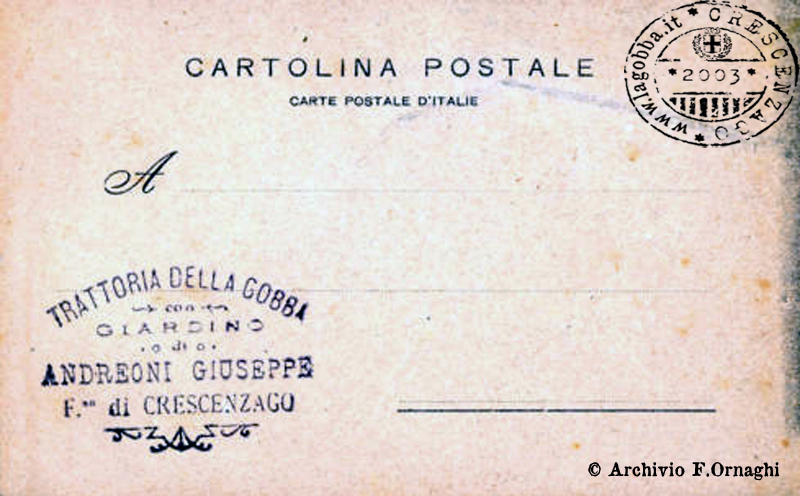 CARTOLINA POSTALE
CARTE POSTALE D'ITALIE
www.lagobba.it * CRESCENZAGO *
* 2003 *
A
TRATTORIA DELLA GOBBA
con
GIARDINO
di
ANDREONI GIUSEPPE
F.ne di CRESCENZAGO
© Archivio F.Ornaghi